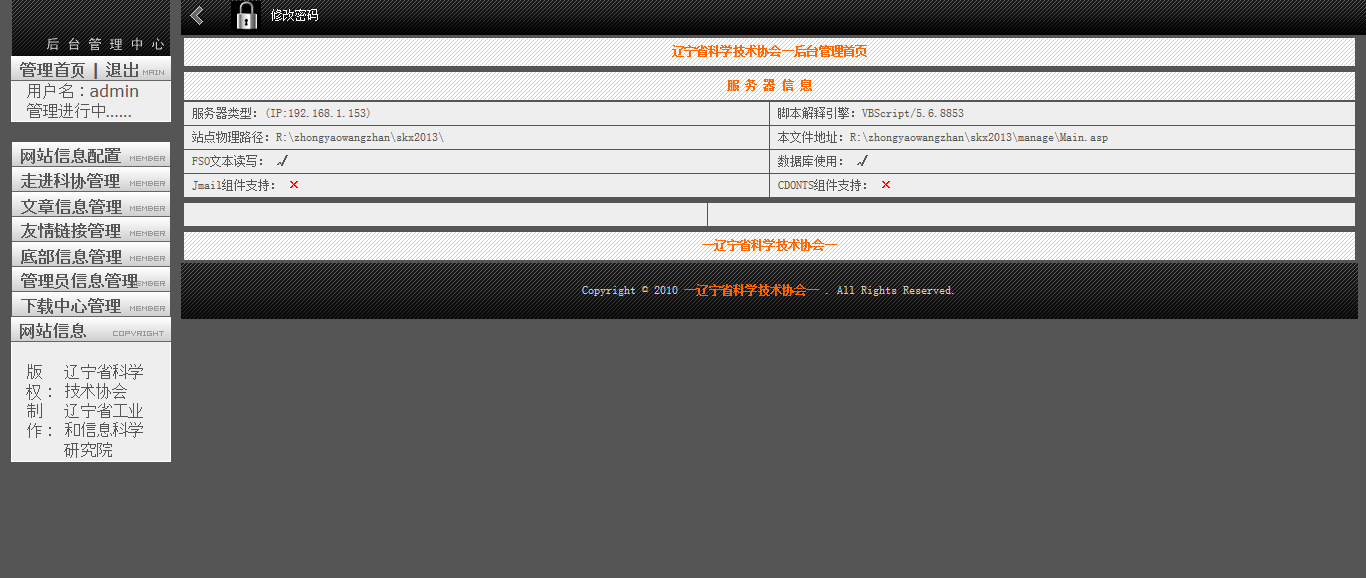 后台管理中心
管理首页 | 退出 MAIN
用户名：admin
管理进行中……
网站信息配置 MEMBER
走进科协管理 MEMBER
文章信息管理 MEMBER
友情链接管理 MEMBER
底部信息管理 MEMBER
管理员信息管理 MEMBER
下载中心管理 MEMBER
网站信息 COPYRIGHT
版权： 辽宁省科学技术协会
制作： 辽宁省工业和信息科学研究院
修改密码
辽宁省科学技术协会--后台管理首页
服 务 器 信 息
服务器类型：(IP:192.168.1.153)
脚本解释引擎：VBScript/5.6.8853
站点物理路径：R:\zhongyaowangzhan\skx2013\
本文件地址：R:\zhongyaowangzhan\skx2013\manage\Main.asp
FSO文本读写： √
数据库使用： √
Jmail组件支持： ×
CDONTS组件支持： ×
--辽宁省科学技术协会--
Copyright © 2010 --辽宁省科学技术协会-- . All Rights Reserved.